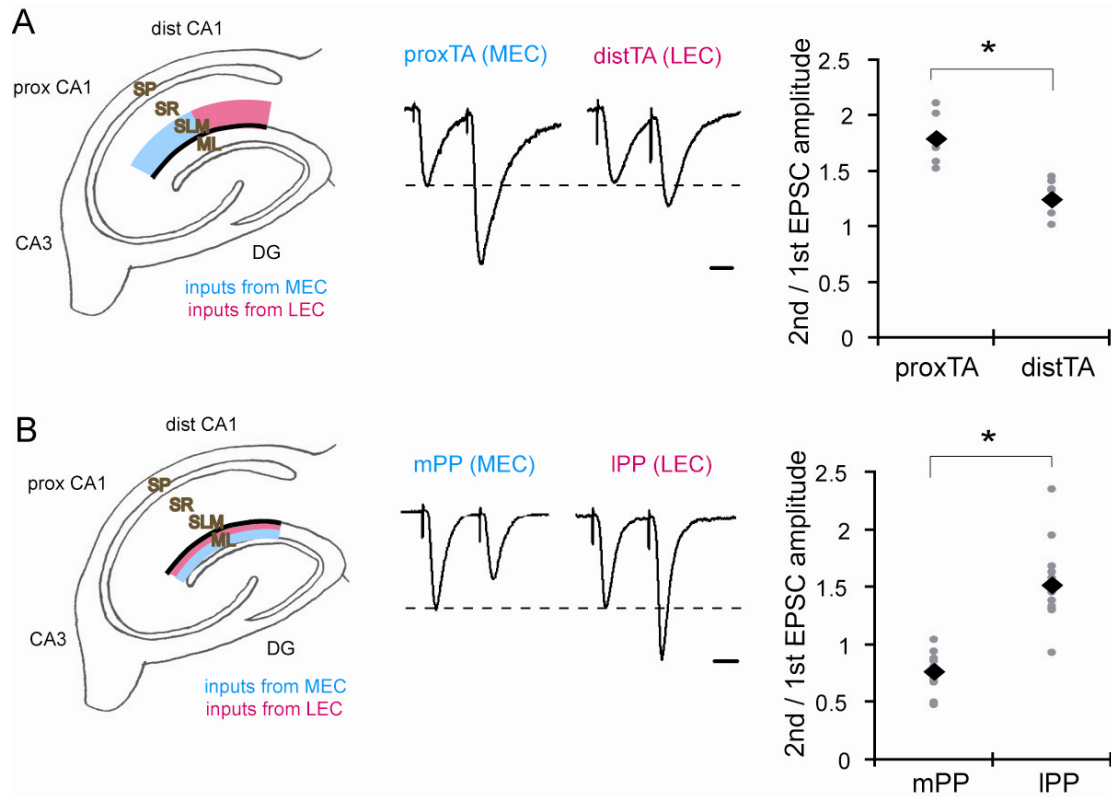 A
dist CA1
prox CA1
SP
SR
SLM
ML
CA3
DG
inputs from MEC
inputs from LEC
proxTA (MEC)
distTA (LEC)
2nd / 1st EPSC amplitude
*
2.5
2
1.5
1
0.5
0
proxTA
distTA
B
dist CA1
prox CA1
SP
SR
SLM
ML
CA3
DG
inputs from MEC
inputs from LEC
mPP (MEC)
lPP (LEC)
2nd / 1st EPSC amplitude
*
2.5
2
1.5
1
0.5
0
mPP
lPP